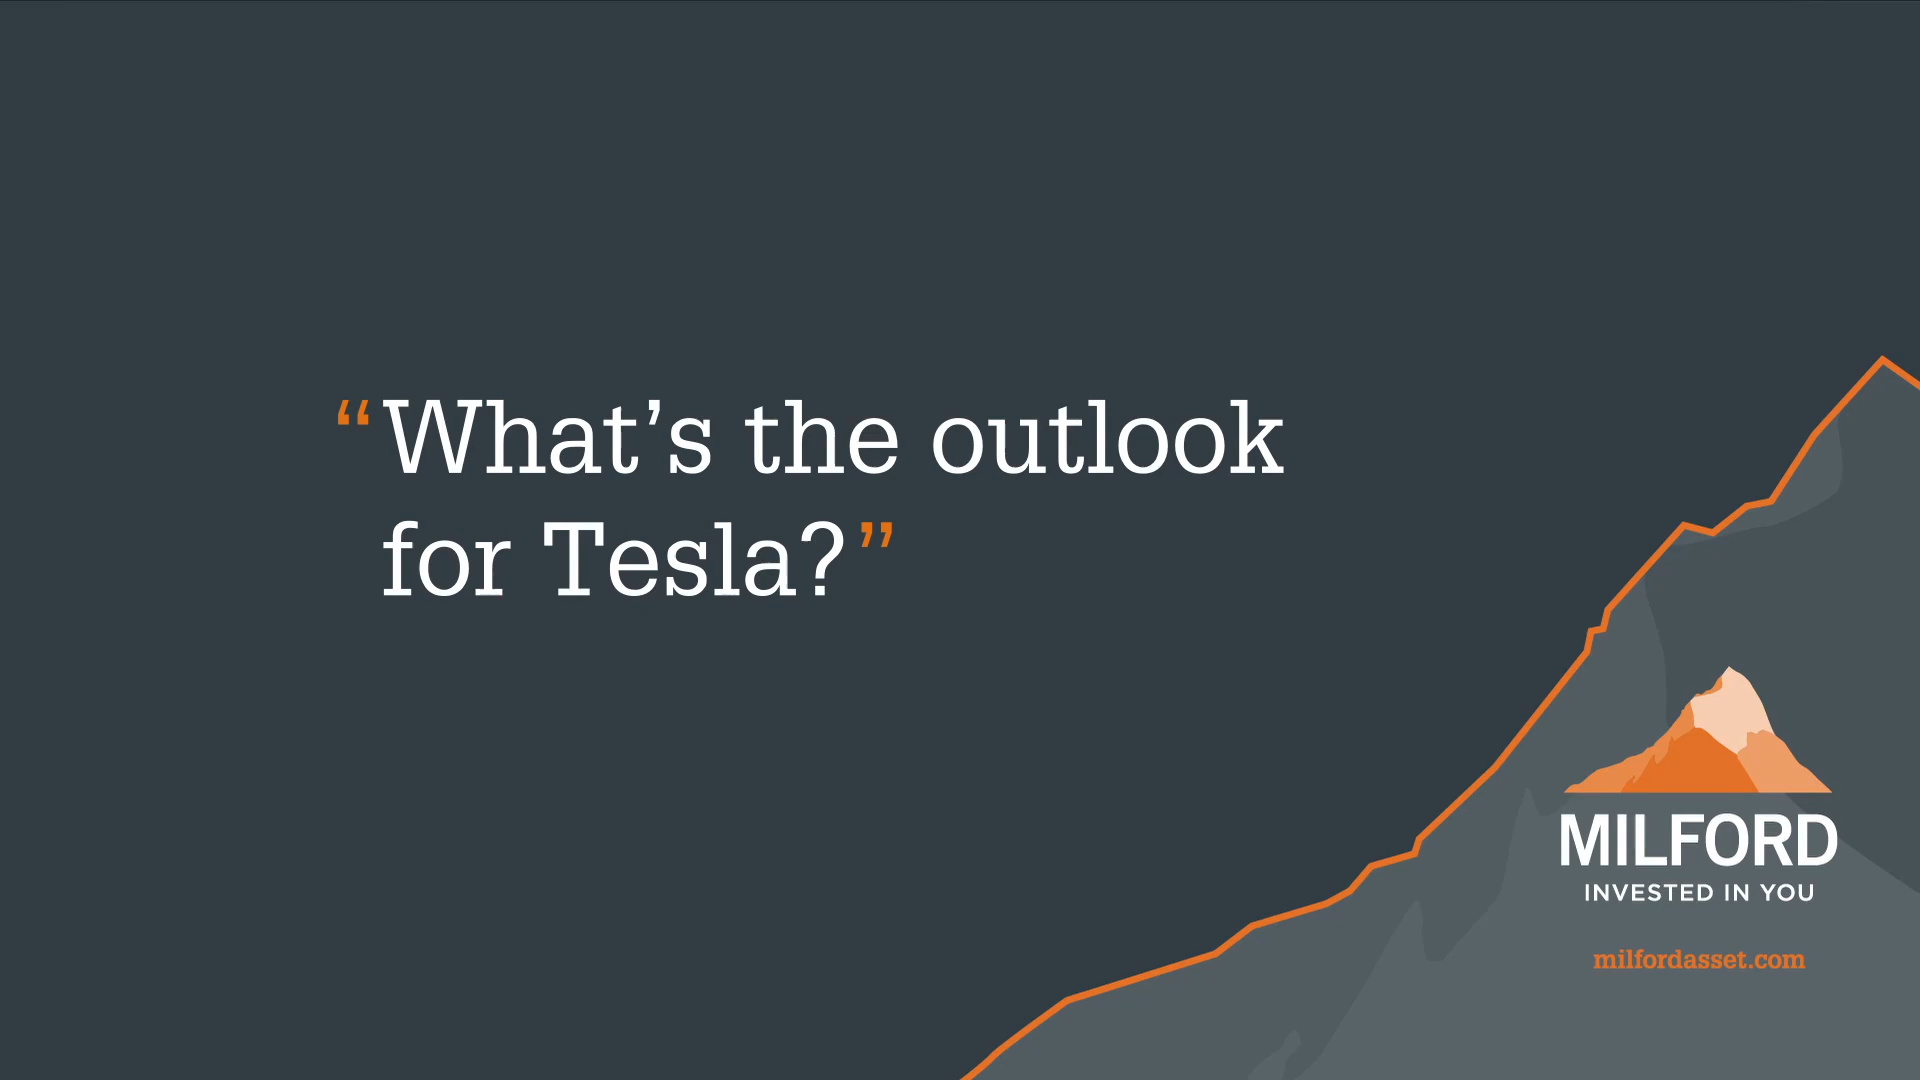 “What’s the outlook
for Tesla?”
MILFORD
INVESTED IN YOU
milfordasset.com